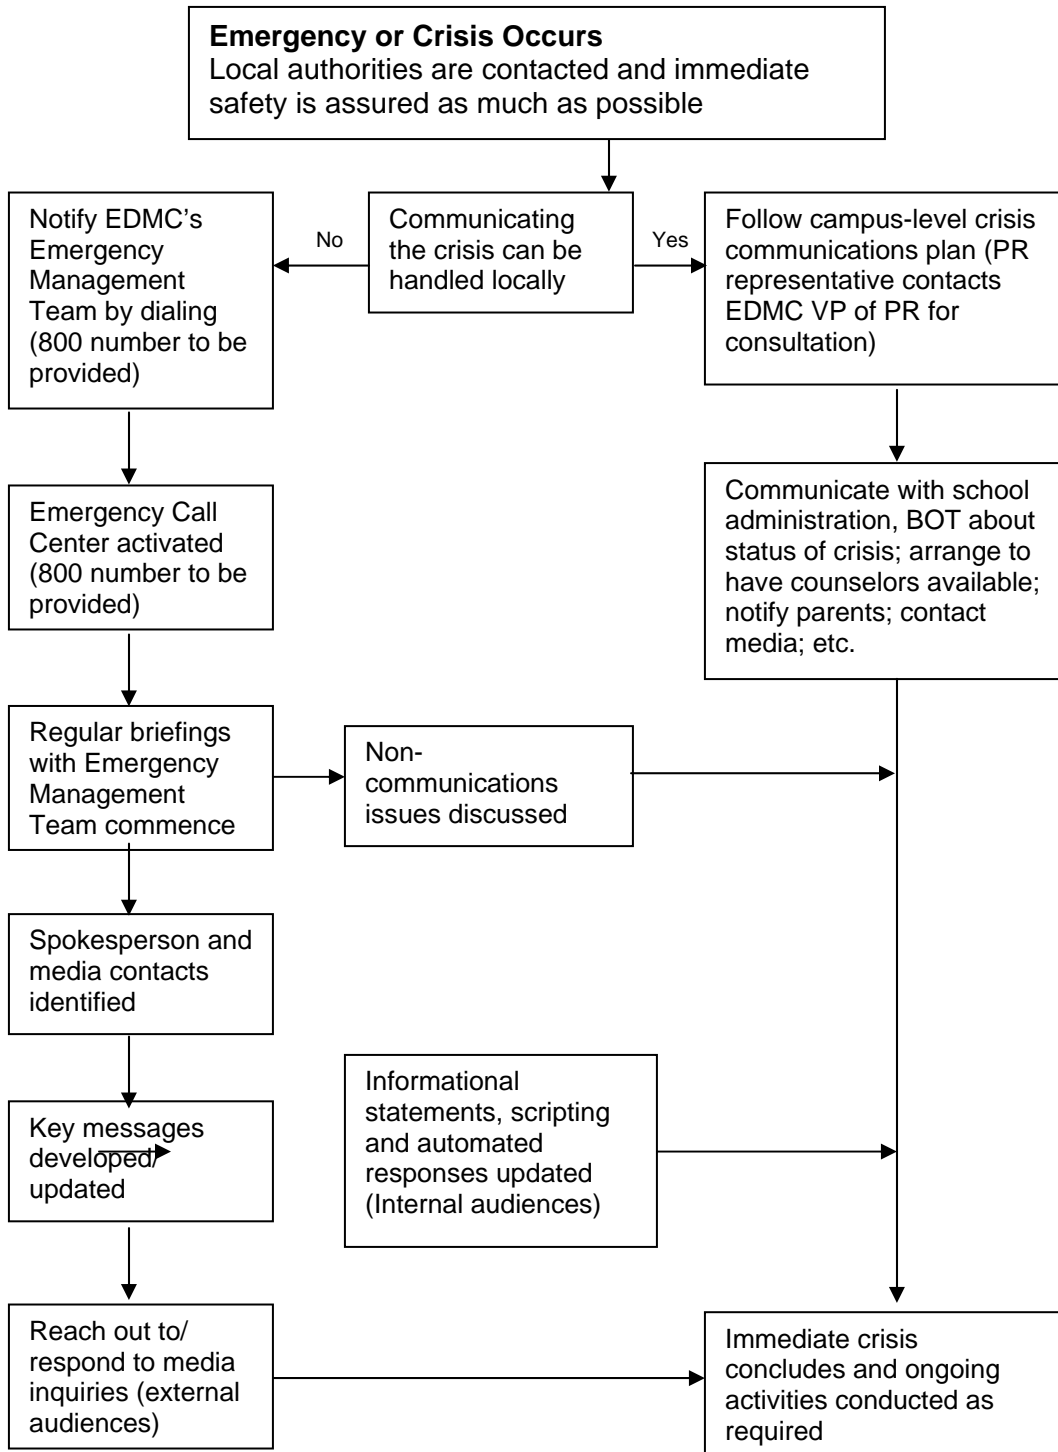 Emergency or Crisis Occurs
Local authorities are contacted and immediate
safety is assured as much as possible
Notify EDMC’s
Emergency
Management
Team by dialing
(800 number to be
provided)
No
Communicating
the crisis can be
handled locally
Yes
Follow campus-level crisis
communications plan (PR
representative contacts
EDMC VP of PR for
consultation)
Emergency Call
Center activated
(800 number to be
provided)
Communicate with school
administration, BOT about
status of crisis; arrange to
have counselors available;
notify parents; contact
media; etc.
Regular briefings
with Emergency
Management
Team commence
Non-
communications
issues discussed
Spokesperson and
media contacts
identified
Key messages
developed/
updated
Informational
statements, scripting
and automated
responses updated
(Internal audiences)
Reach out to/
respond to media
inquiries (external
audiences)
Immediate crisis
concludes and ongoing
activities conducted as
required